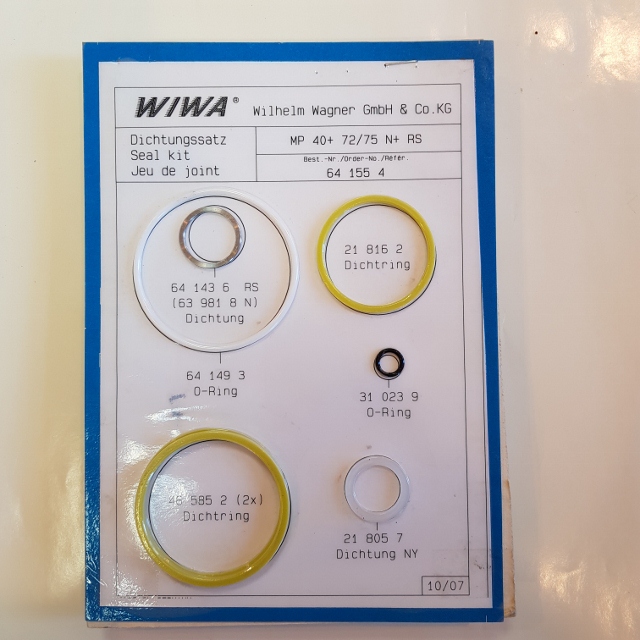 WIWA® Wilhelm Wagner GmbH & Co.KG
Dichtungssatz
Seal kit
Jeu de joint
MP 40+ 72/75 N+ RS
Best.-Nr./Order-No./Refer.
64 155 4
64 143 6 RS
(63 981 8 N)
Dichtung
21 816 2
Dichtring
64 149 3
O-Ring
31 023 9
O-Ring
48 585 2 (2x)
Dichtring
21 805 7
Dichtung NY
10/07